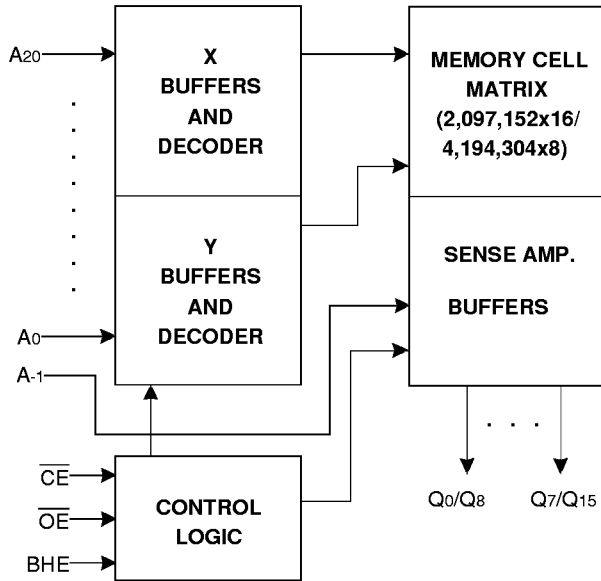 A20
X
BUFFERS
AND
DECODER
MEMORY CELL
MATRIX
(2,097,152x16/
4,194,304x8)
Y
BUFFERS
AND
DECODER
SENSE AMP.
BUFFERS
A0
A-1
CE
OE
BHE
CONTROL
LOGIC
Q0/Q8
Q7/Q15